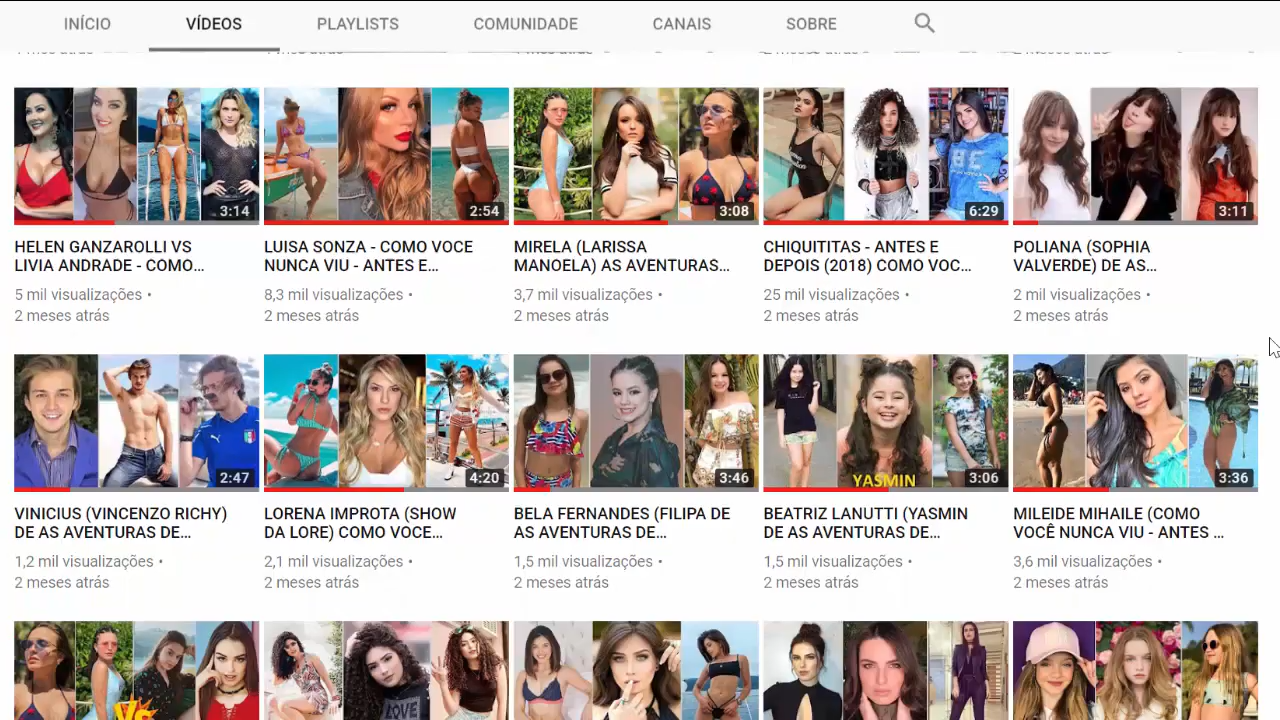 INÍCIO VÍDEOS PLAYLISTS COMUNIDADE CANAIS SOBRE
3:14 2:54 3:08 6:29 3:11
HELEN GANZAROLLI VS
LIVIA ANDRADE - COMO...
5 mil visualizações •
2 meses atrás
LUISA SONZA - COMO VOCE
NUNCA VIU - ANTES E...
8,3 mil visualizações •
2 meses atrás
MIRELA (LARISSA
MANOELA) AS AVENTURAS...
3,7 mil visualizações •
2 meses atrás
CHIQUITITAS - ANTES E
DEPOIS (2018) COMO VOC...
25 mil visualizações •
2 meses atrás
POLIANA (SOPHIA
VALVERDE) DE AS...
2 mil visualizações •
2 meses atrás
YASMIN
2:47 4:20 3:46 3:06 3:36
VINICIUS (VINCENZO RICHY)
DE AS AVENTURAS DE...
1,2 mil visualizações •
2 meses atrás
LORENA IMPROTA (SHOW
DA LORE) COMO VOCE...
2,1 mil visualizações •
2 meses atrás
BELA FERNANDES (FILIPA DE
AS AVENTURAS DE...
1,5 mil visualizações •
2 meses atrás
BEATRIZ LANUTTI (YASMIN
DE AS AVENTURAS DE...
1,5 mil visualizações •
2 meses atrás
MILEIDE MIHAILE (COMO
VOCÊ NUNCA VIU - ANTES ...
3,6 mil visualizações •
2 meses atrás
VS
LOVE